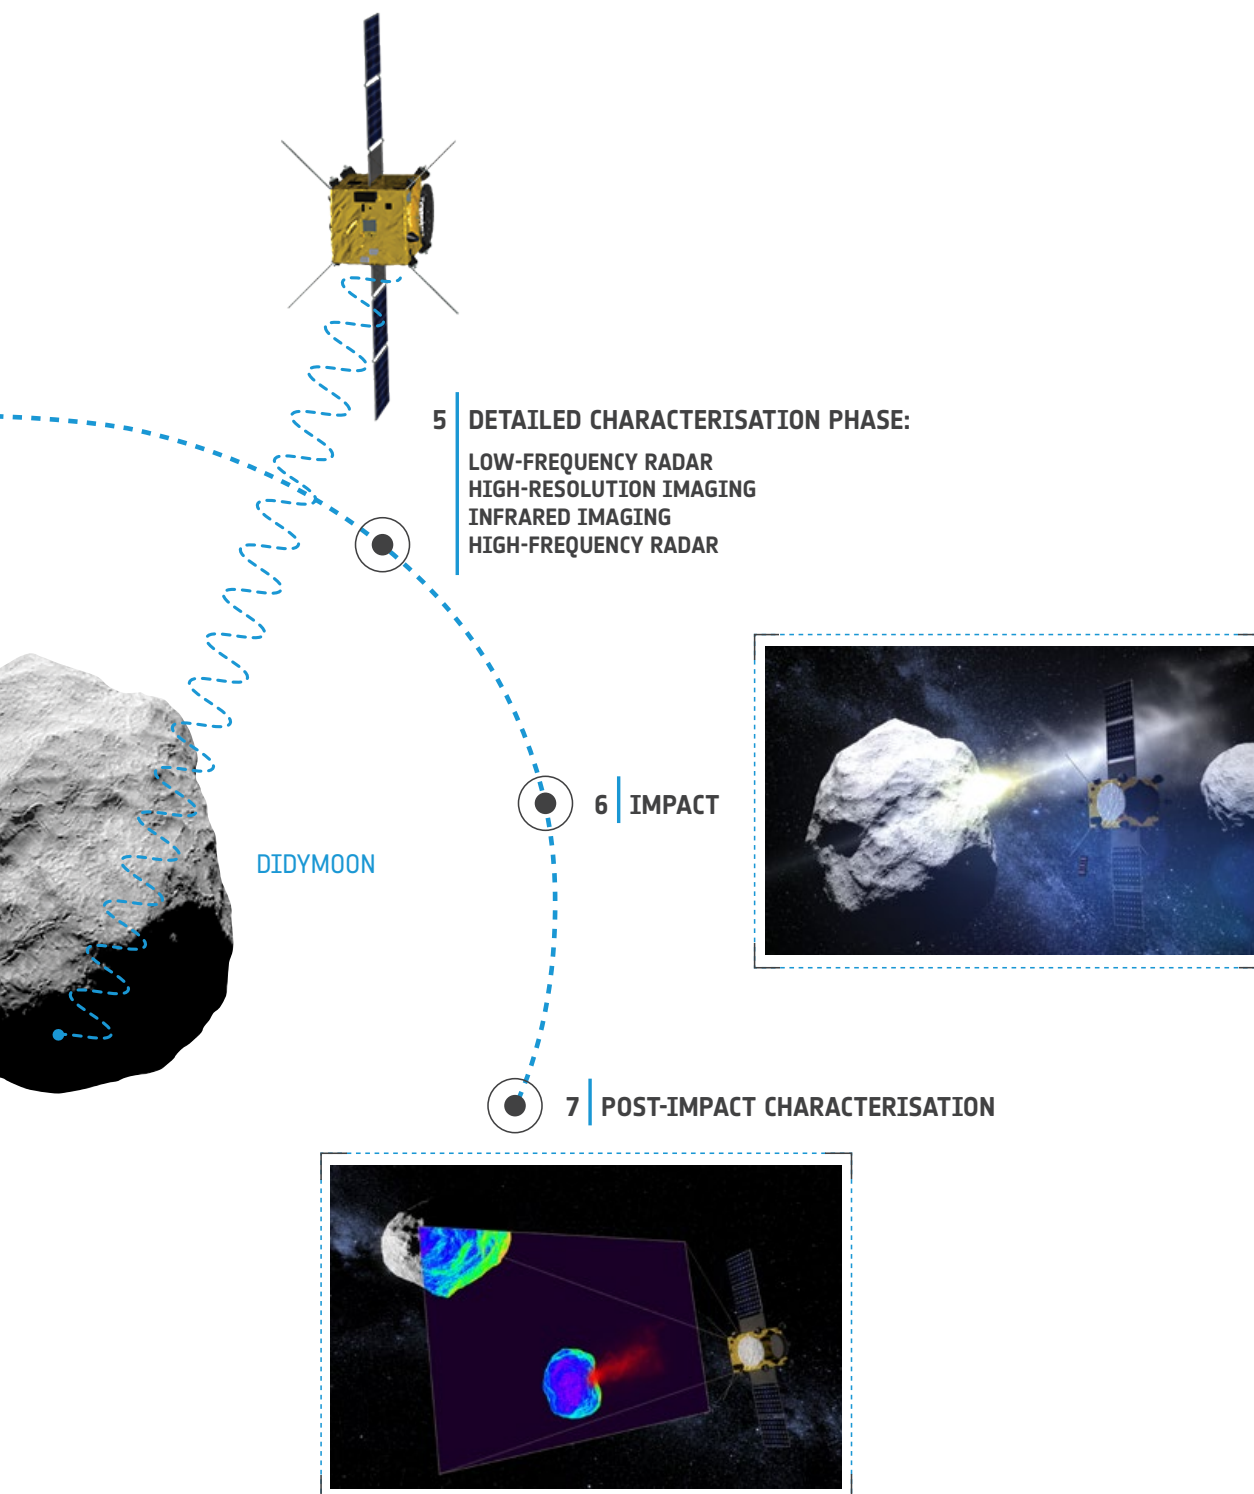 5 DETAILED CHARACTERISATION PHASE:
LOW-FREQUENCY RADAR
HIGH-RESOLUTION IMAGING
INFRARED IMAGING
HIGH-FREQUENCY RADAR
6 IMPACT
DIDYMOON
7 POST-IMPACT CHARACTERISATION